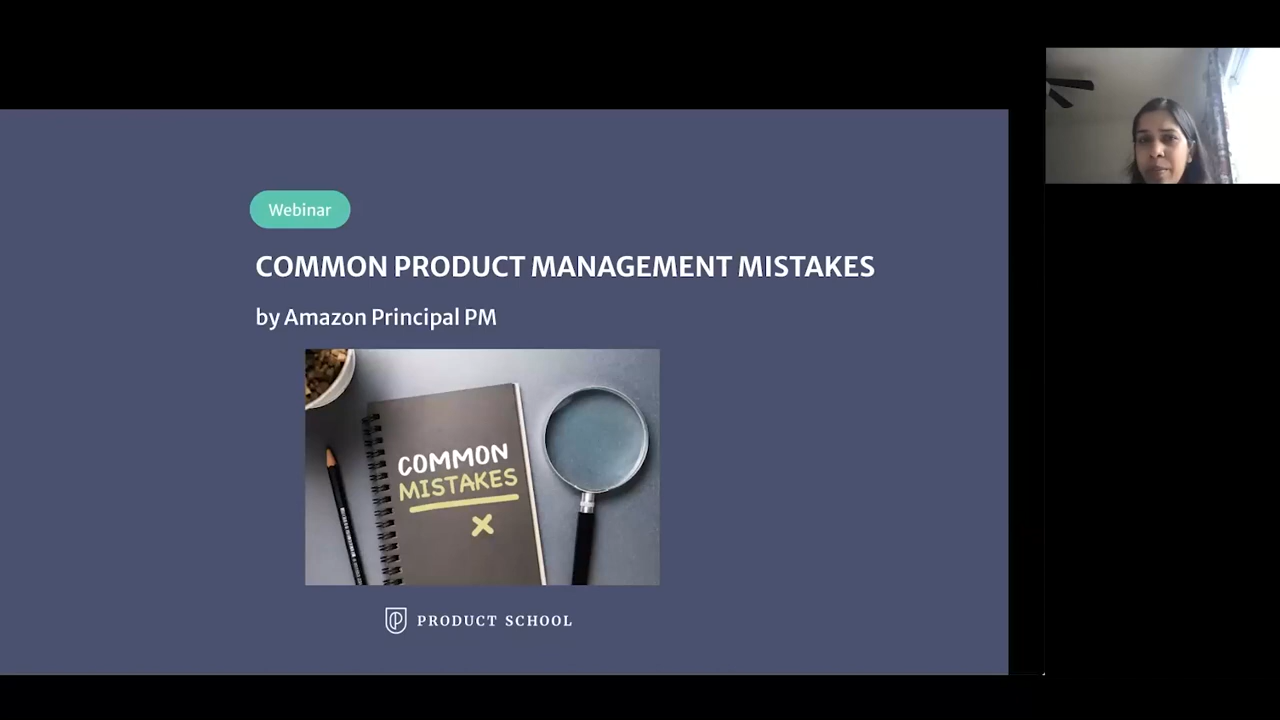 Webinar
COMMON PRODUCT MANAGEMENT MISTAKES
by Amazon Principal PM
COMMON
MISTAKES
PRODUCT SCHOOL